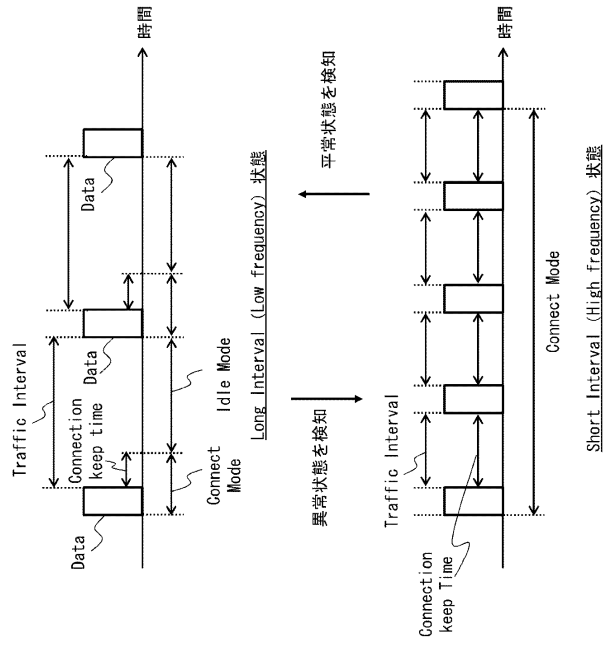 Traffic Interval
Data
Connection
keep time
Data
Data
時間
Connect
Mode
Idle Mode
Long Interval (Low frequency) 状態
異常状態を検知
平常状態を検知
Traffic Interval
時間
Connection
keep Time
Connect Mode
Short Interval (High frequency) 状態